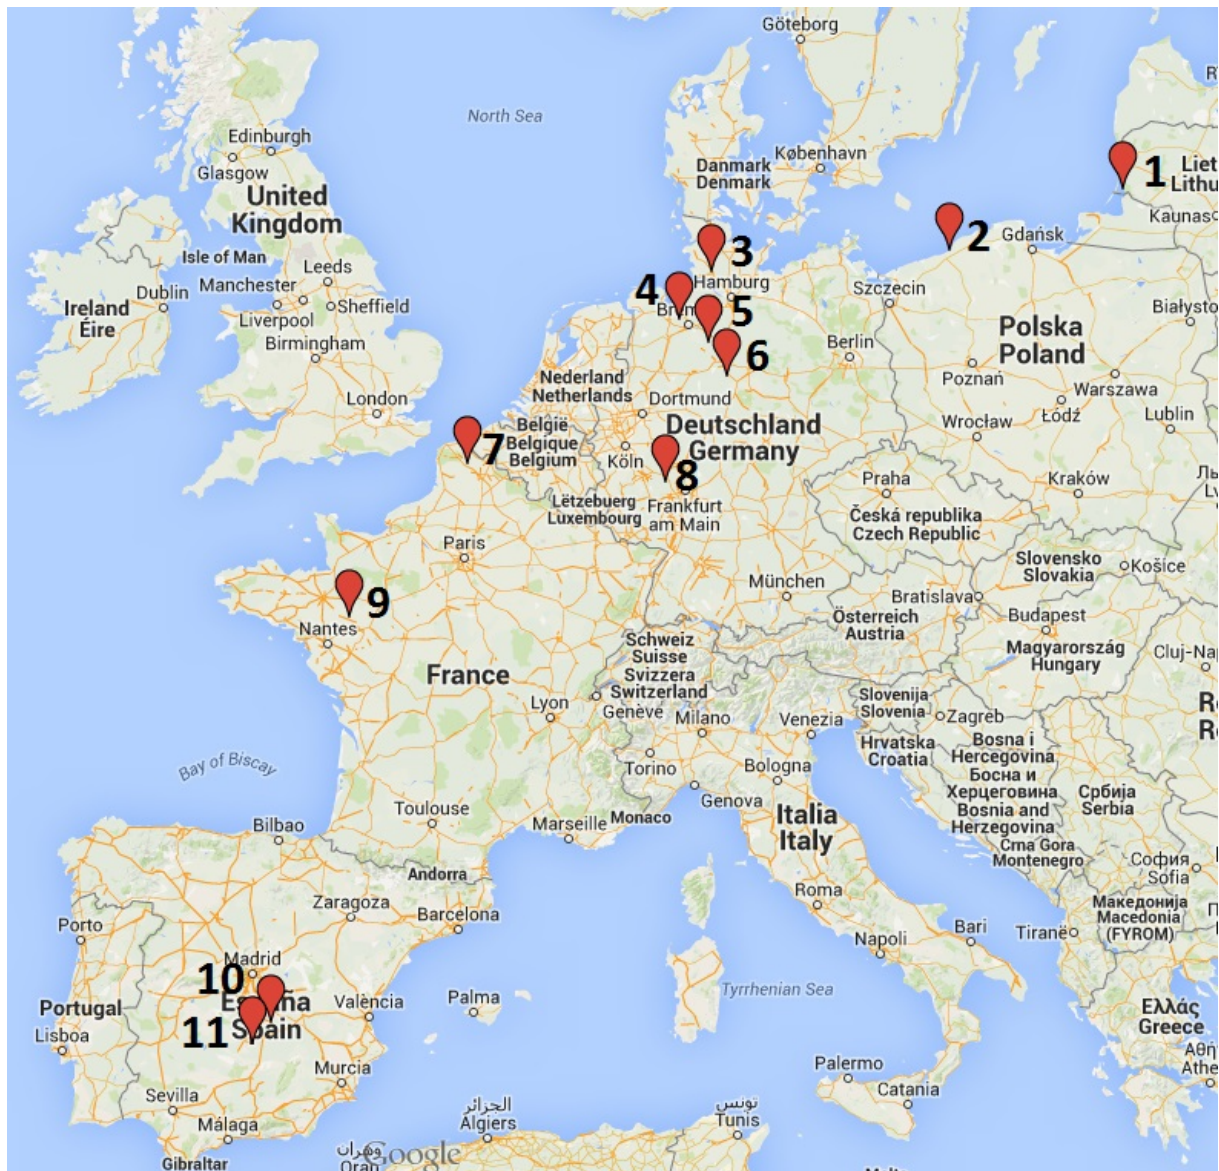 Göteborg
North Sea
Edinburgh
Glasgow
Danmark
Denmark
København
1
Liet
Lithu
Kaunas
United
Kingdom
2
Gdańsk
Isle of Man
3
Leeds
Manchester
Dublin
Sheffield
Liverpool
Birmingham
Ireland
Éire
4
Hamburg
Szczecin
Białysto
Brem
5
Polska
Poland
Berlin
6
Poznań
Warszawa
Nederland
Netherlands
Dortmund
London
Wrocław
Łódź
Lublin
België
Belgique
Belgium
Deutschland
Germany
7
Köln
8
Praha
Kraków
Lëtzebuerg
Luxembourg
Frankfurt
am Main
Česká republika
Czech Republic
Paris
Slovensko
Slovakia
Košice
München
Bratislava
9
Nantes
Österreich
Austria
Budapest
Magyarország
Hungary
Cluj-Nap
Schweiz
Suisse
Svizzera
Switzerland
France
Lyon
Genève
Milano
Venezia
Slovenija
Slovenia
Zagreb
Hrvatska
Croatia
Bosna i
Hercegovina
Босна и
Херцеговина
Bosnia and
Herzegovina
Србија
Serbia
Bay of Biscay
Torino
Bologna
Genova
Toulouse
Marseille
Monaco
Italia
Italy
Bilbao
Crna Gora
Montenegro
София
Sofia
Andorra
Zaragoza
Barcelona
Roma
Македонија
Macedonia
(FYROM)
Porto
Bari
Tiranë
Napoli
Madrid
10
España
Spain
11
València
Palma
Tyrrhenian Sea
Portugal
Lisboa
Ελλάς
Greece
Αθή
Athe
Murcia
Palermo
Catania
Sevilla
الجزائر
Algiers
تونس
Tunis
Málaga
Gibraltar
وهران
Oran
Google